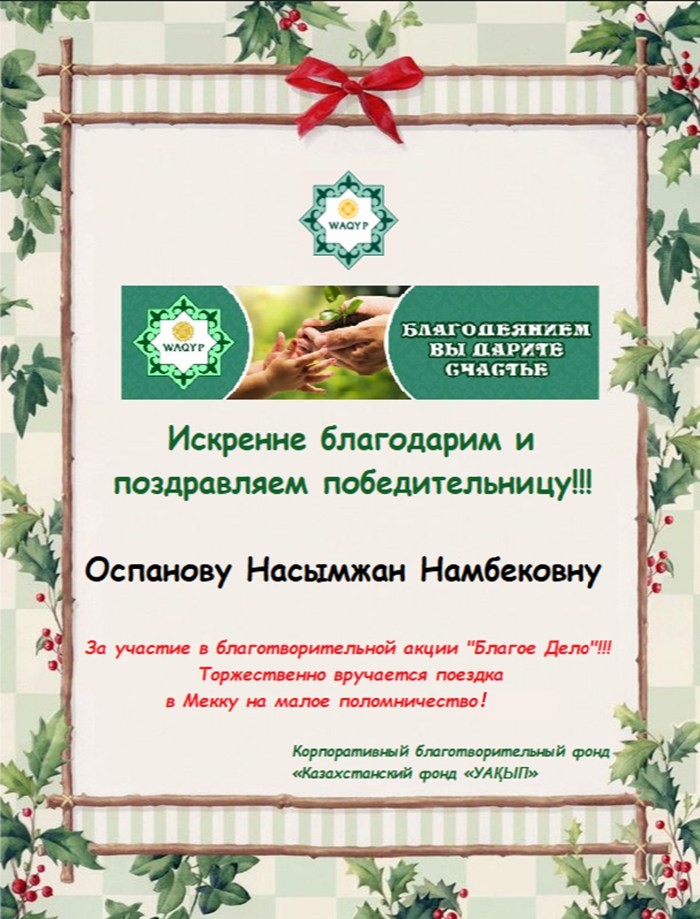 WAQYP
WAQYP
БЛАГОДЕЯНИЕМ
ВЫ ДАРИТЕ
СЧАСТЬЕ
Искренне благодарим и
поздравляем победительницу!!!
Оспанову Насымжан Намбековну
За участие в благотворительной акции "Благое Дело"!!!
Торжественно вручается поездка
в Мекку на малое поломничество!
Корпоративный благотворительный фонд
«Казахстанский фонд «УАҚЫП»